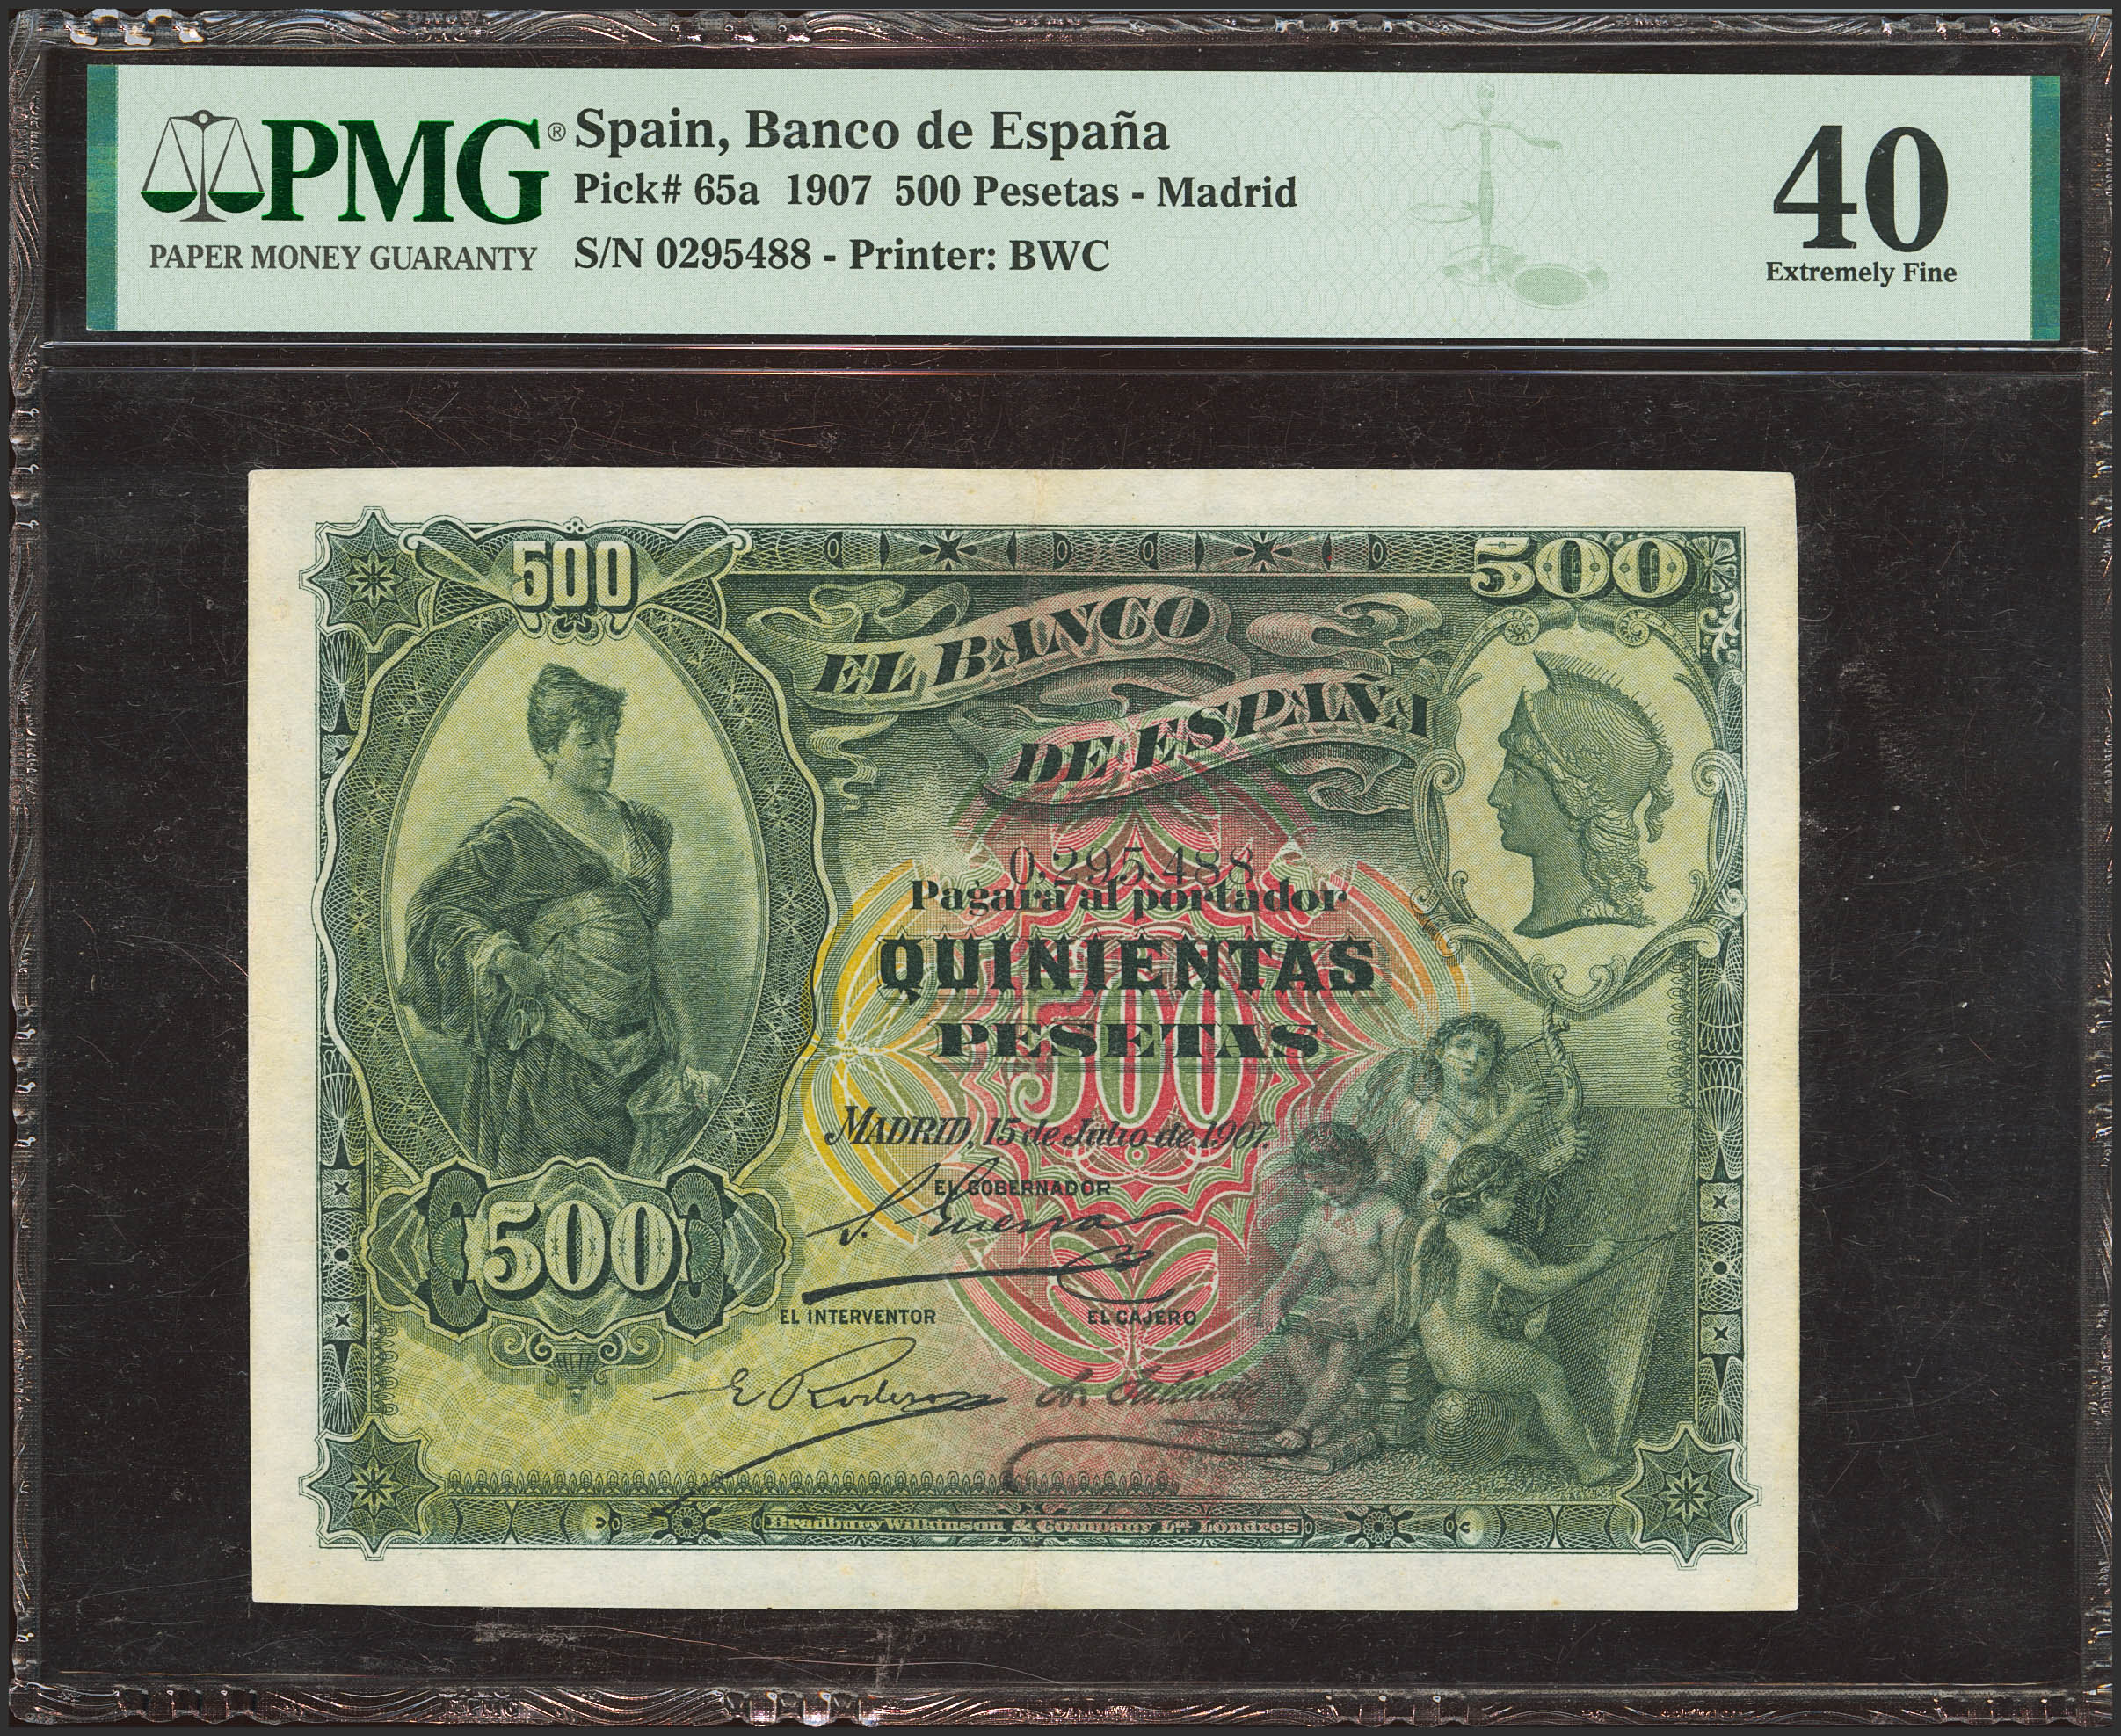 PMG®
PAPER MONEY GUARANTY
Spain, Banco de España
Pick# 65a 1907 500 Pesetas - Madrid
S/N 0295488 - Printer: BWC
40
Extremely Fine
500
500
EL BANCO
DE ESPAÑA
0,295,488
Pagará al portador
QUINIENTAS
PESETAS
500
MADRID, 15 de Julio de 1907.
EL GOBERNADOR
500
EL INTERVENTOR
EL CAJERO
Bradbury Wilkinson & Company Ld. Londres